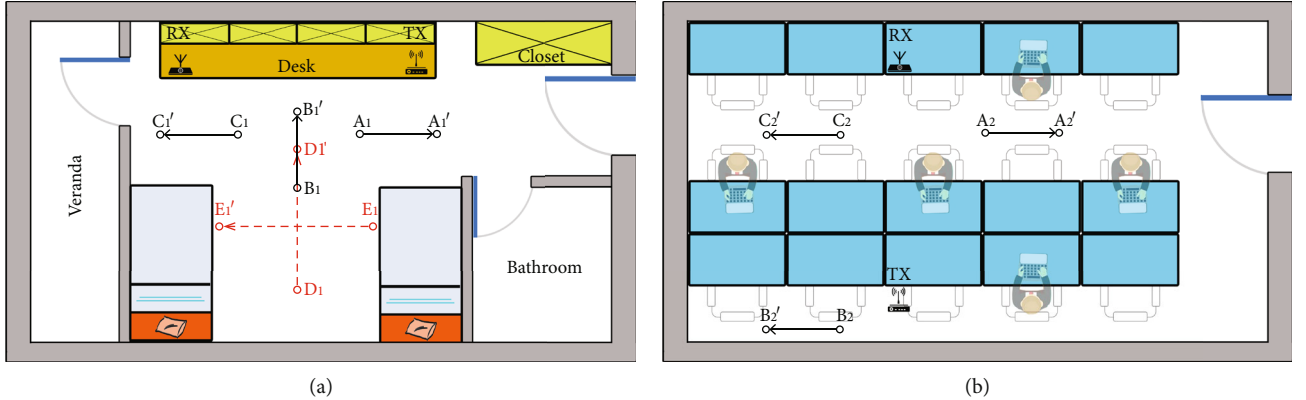 RX
TX
Desk
Closet
C₁'
C₁
B₁'
A₁
A₁'
D₁'
B₁
Veranda
E₁'
E₁
Bathroom
D₁
(a)
RX
C₂'
C₂
A₂
A₂'
TX
B₂'
B₂
(b)